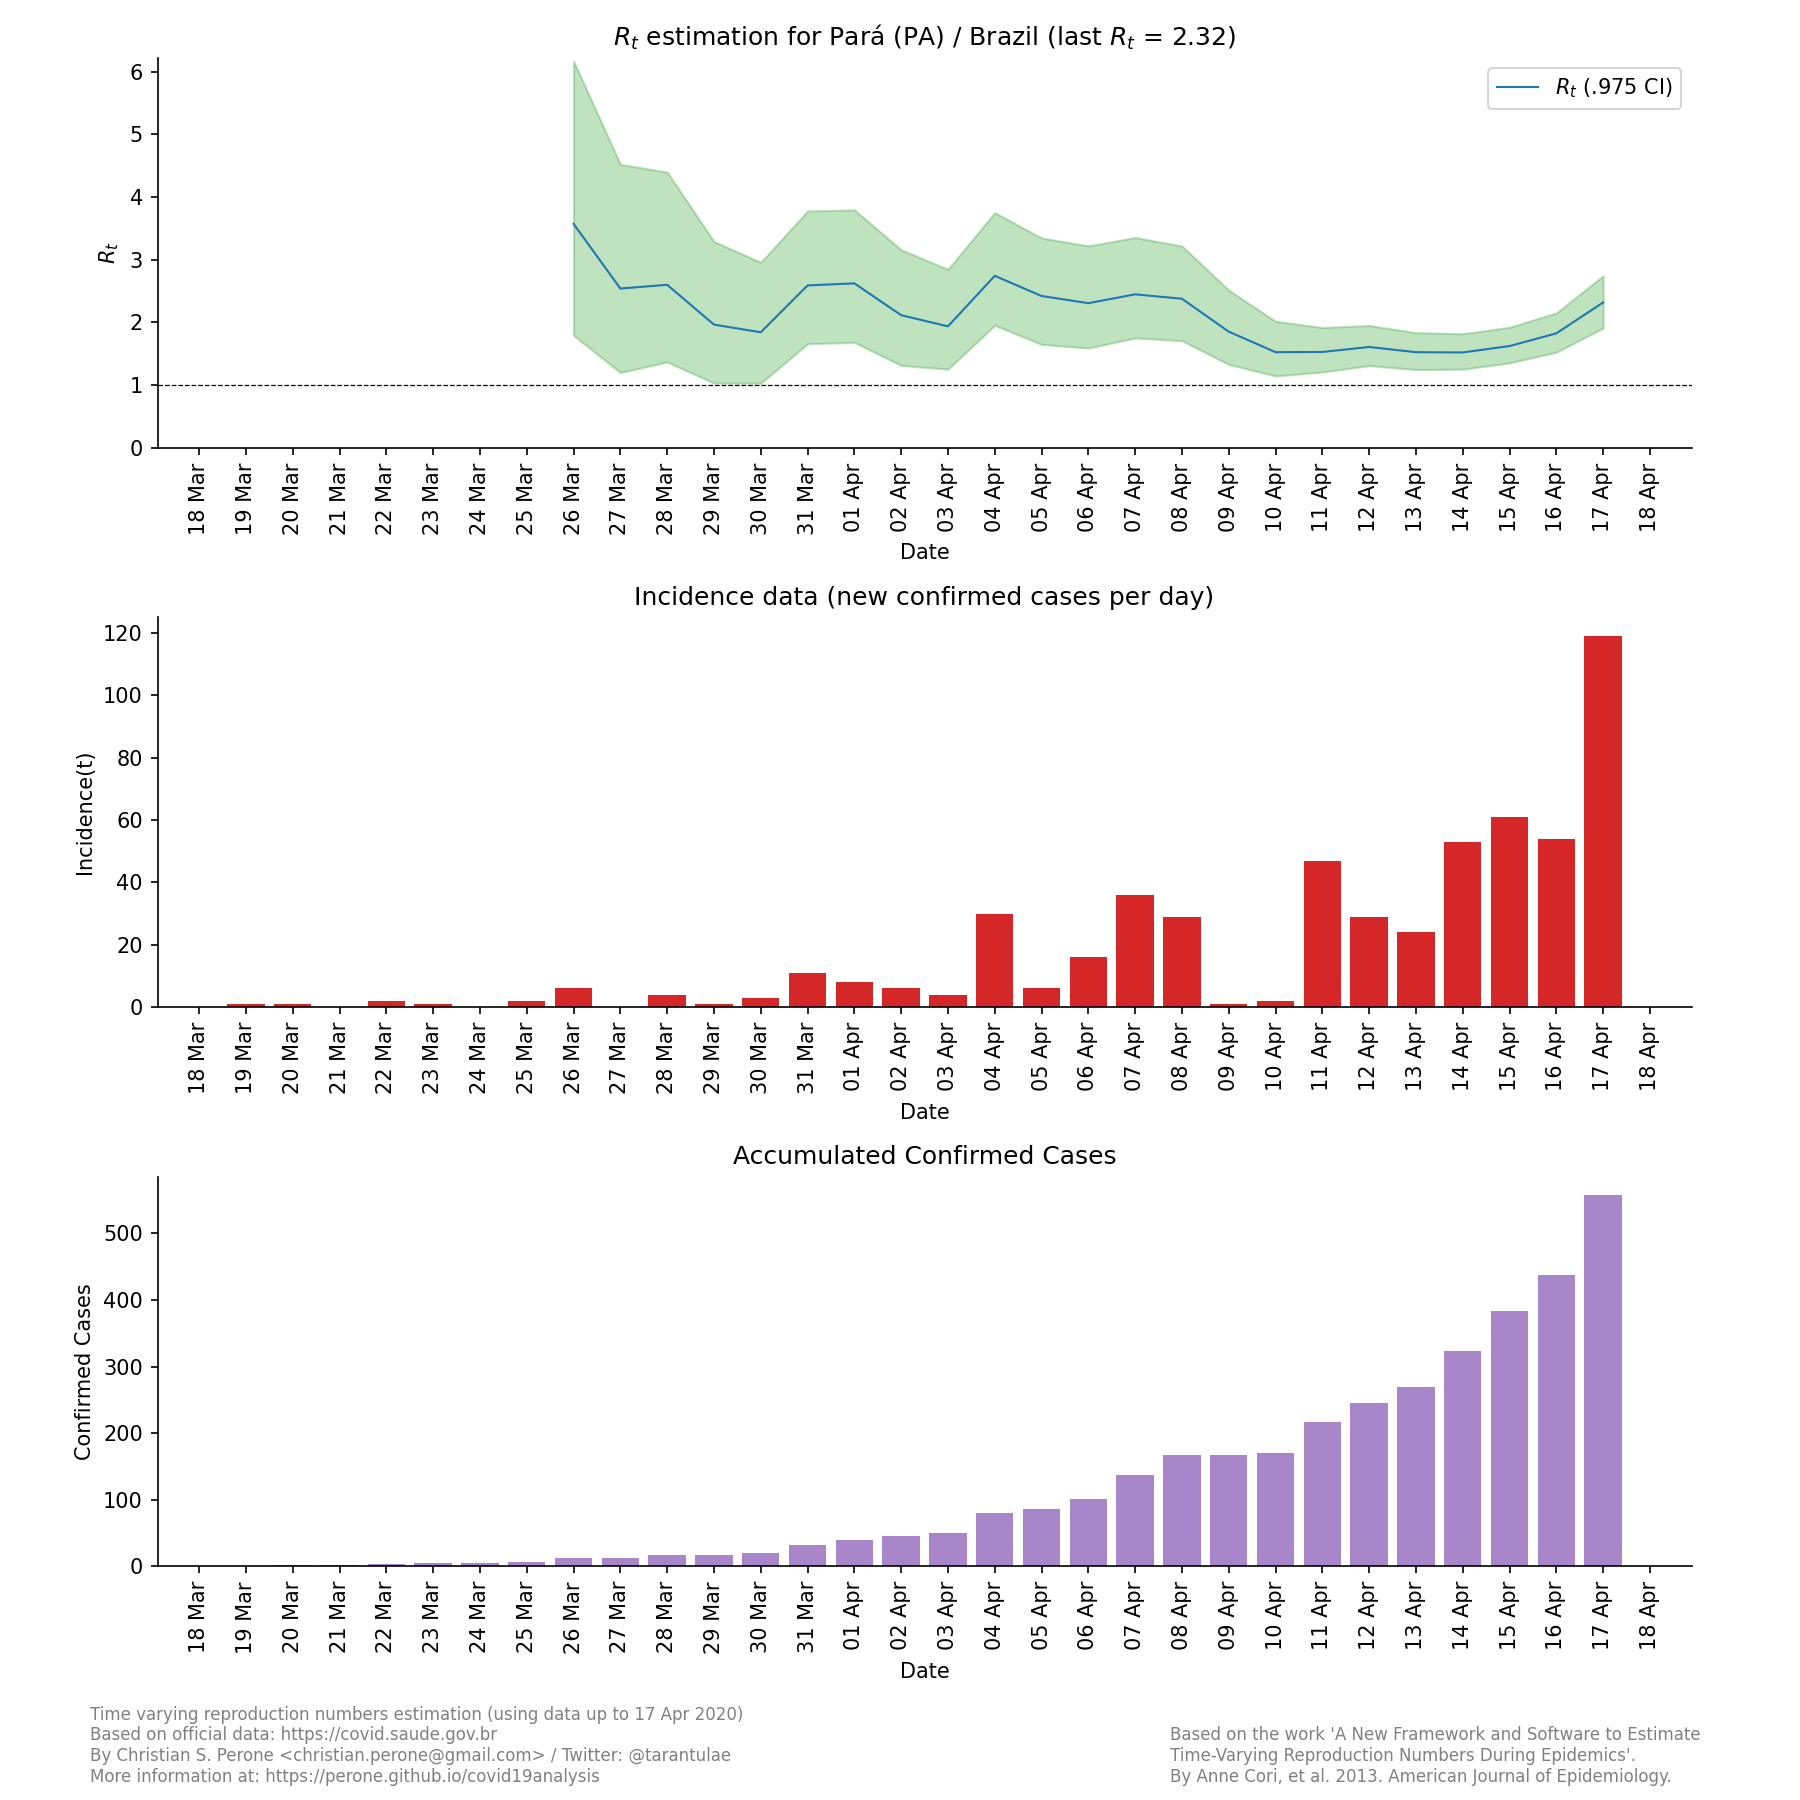 Rt estimation for Pará (PA) / Brazil (last Rt = 2.32)
Rt (.975 CI)
Rt
6
5
4
3
2
1
0
18 Mar 19 Mar 20 Mar 21 Mar 22 Mar 23 Mar 24 Mar 25 Mar 26 Mar 27 Mar 28 Mar 29 Mar 30 Mar 31 Mar 01 Apr 02 Apr 03 Apr 04 Apr 05 Apr 06 Apr 07 Apr 08 Apr 09 Apr 10 Apr 11 Apr 12 Apr 13 Apr 14 Apr 15 Apr 16 Apr 17 Apr 18 Apr
Date
Incidence data (new confirmed cases per day)
Incidence(t)
120
100
80
60
40
20
0
18 Mar 19 Mar 20 Mar 21 Mar 22 Mar 23 Mar 24 Mar 25 Mar 26 Mar 27 Mar 28 Mar 29 Mar 30 Mar 31 Mar 01 Apr 02 Apr 03 Apr 04 Apr 05 Apr 06 Apr 07 Apr 08 Apr 09 Apr 10 Apr 11 Apr 12 Apr 13 Apr 14 Apr 15 Apr 16 Apr 17 Apr 18 Apr
Date
Accumulated Confirmed Cases
Confirmed Cases
500
400
300
200
100
0
18 Mar 19 Mar 20 Mar 21 Mar 22 Mar 23 Mar 24 Mar 25 Mar 26 Mar 27 Mar 28 Mar 29 Mar 30 Mar 31 Mar 01 Apr 02 Apr 03 Apr 04 Apr 05 Apr 06 Apr 07 Apr 08 Apr 09 Apr 10 Apr 11 Apr 12 Apr 13 Apr 14 Apr 15 Apr 16 Apr 17 Apr 18 Apr
Date
Time varying reproduction numbers estimation (using data up to 17 Apr 2020)
Based on official data: https://covid.saude.gov.br
By Christian S. Perone <christian.perone@gmail.com> / Twitter: @tarantulae
More information at: https://perone.github.io/covid19analysis
Based on the work 'A New Framework and Software to Estimate
Time-Varying Reproduction Numbers During Epidemics'.
By Anne Cori, et al. 2013. American Journal of Epidemiology.